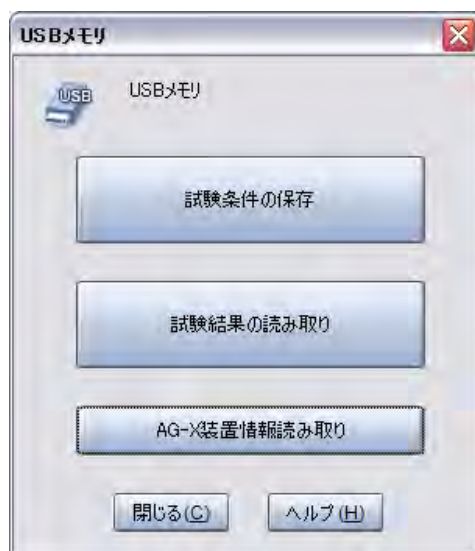 USBメモリ
USB
USBメモリ
試験条件の保存
試験結果の読み取り
AG-X装置情報読み取り
閉じる(C) ヘルプ(H)